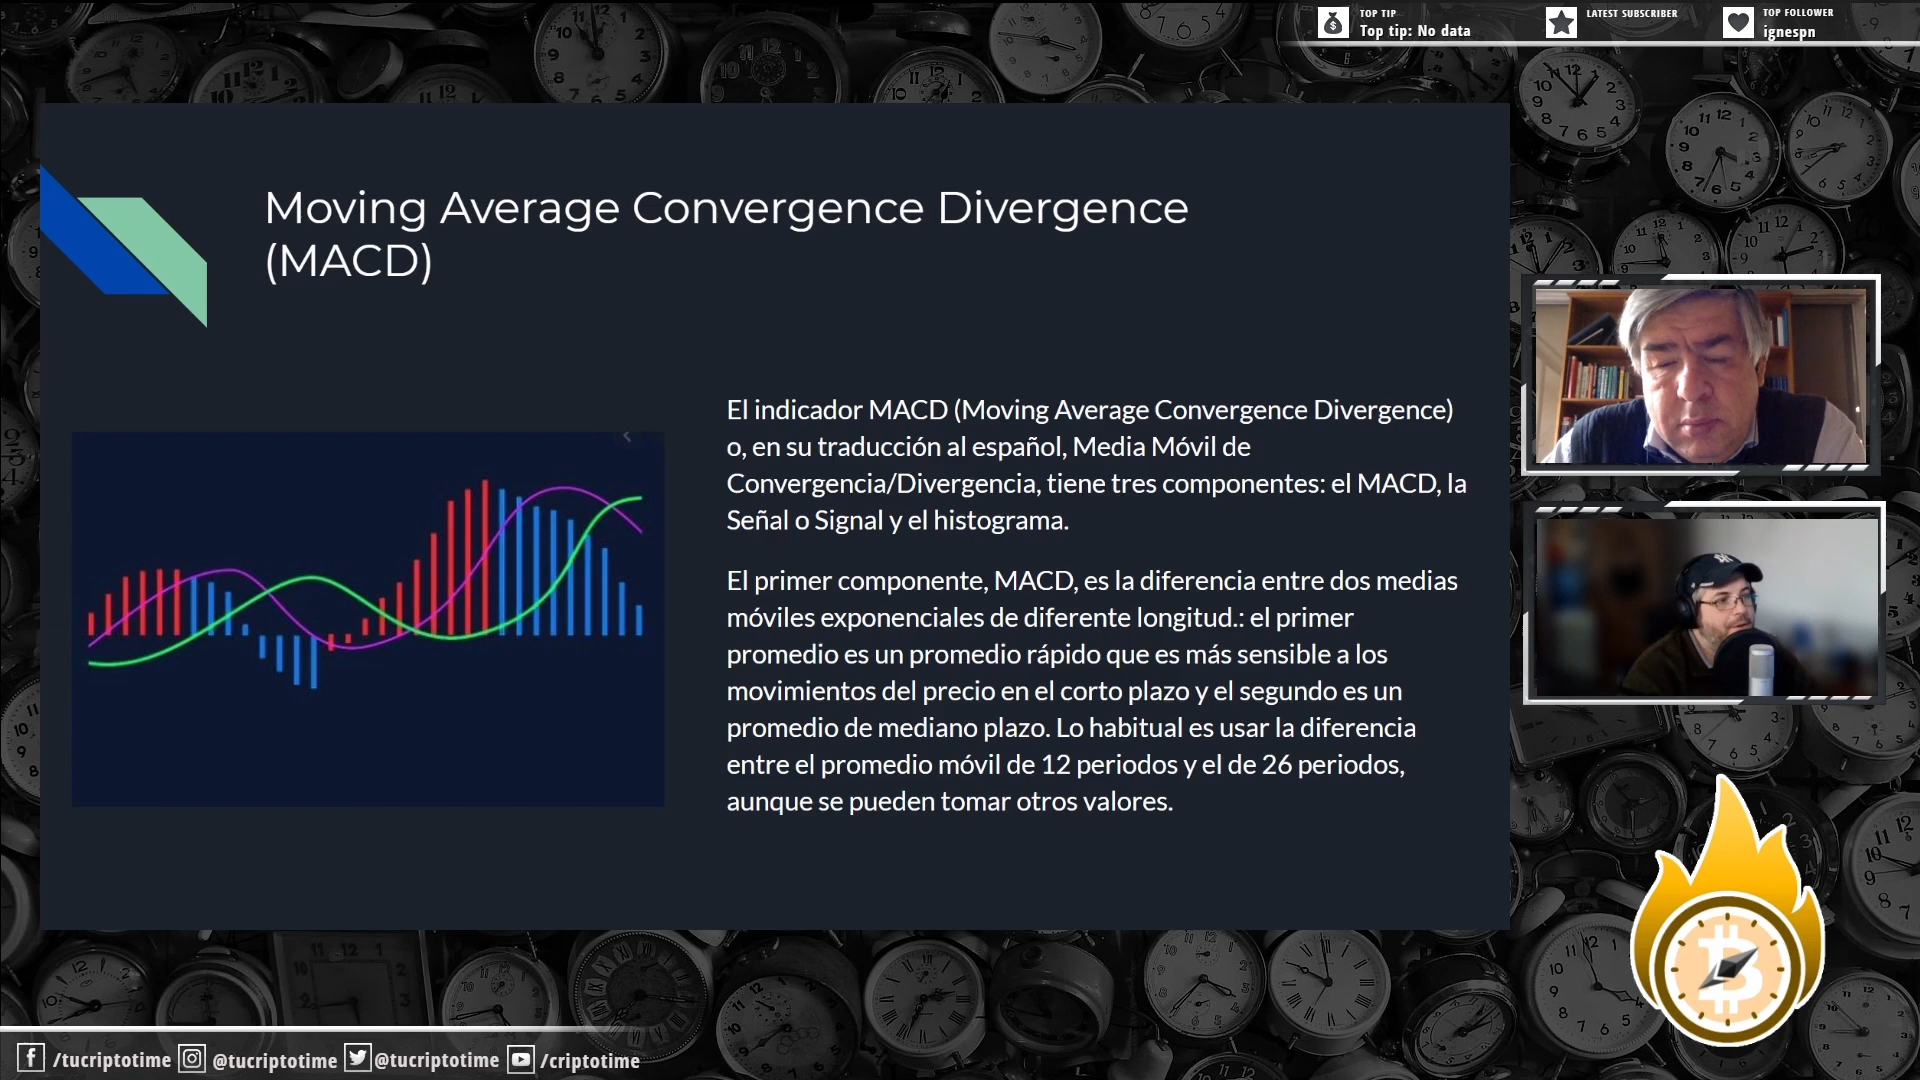 TOP TIP
Top tip: No data
LATEST SUBSCRIBER
TOP FOLLOWER
ignespn
Moving Average Convergence Divergence
(MACD)
El indicador MACD (Moving Average Convergence Divergence)
o, en su traducción al español, Media Móvil de
Convergencia/Divergencia, tiene tres componentes: el MACD, la
Señal o Signal y el histograma.
El primer componente, MACD, es la diferencia entre dos medias
móviles exponenciales de diferente longitud.: el primer
promedio es un promedio rápido que es más sensible a los
movimientos del precio en el corto plazo y el segundo es un
promedio de mediano plazo. Lo habitual es usar la diferencia
entre el promedio móvil de 12 periodos y el de 26 periodos,
aunque se pueden tomar otros valores.
/tucriptotime @tucriptotime @tucriptotime /criptotime